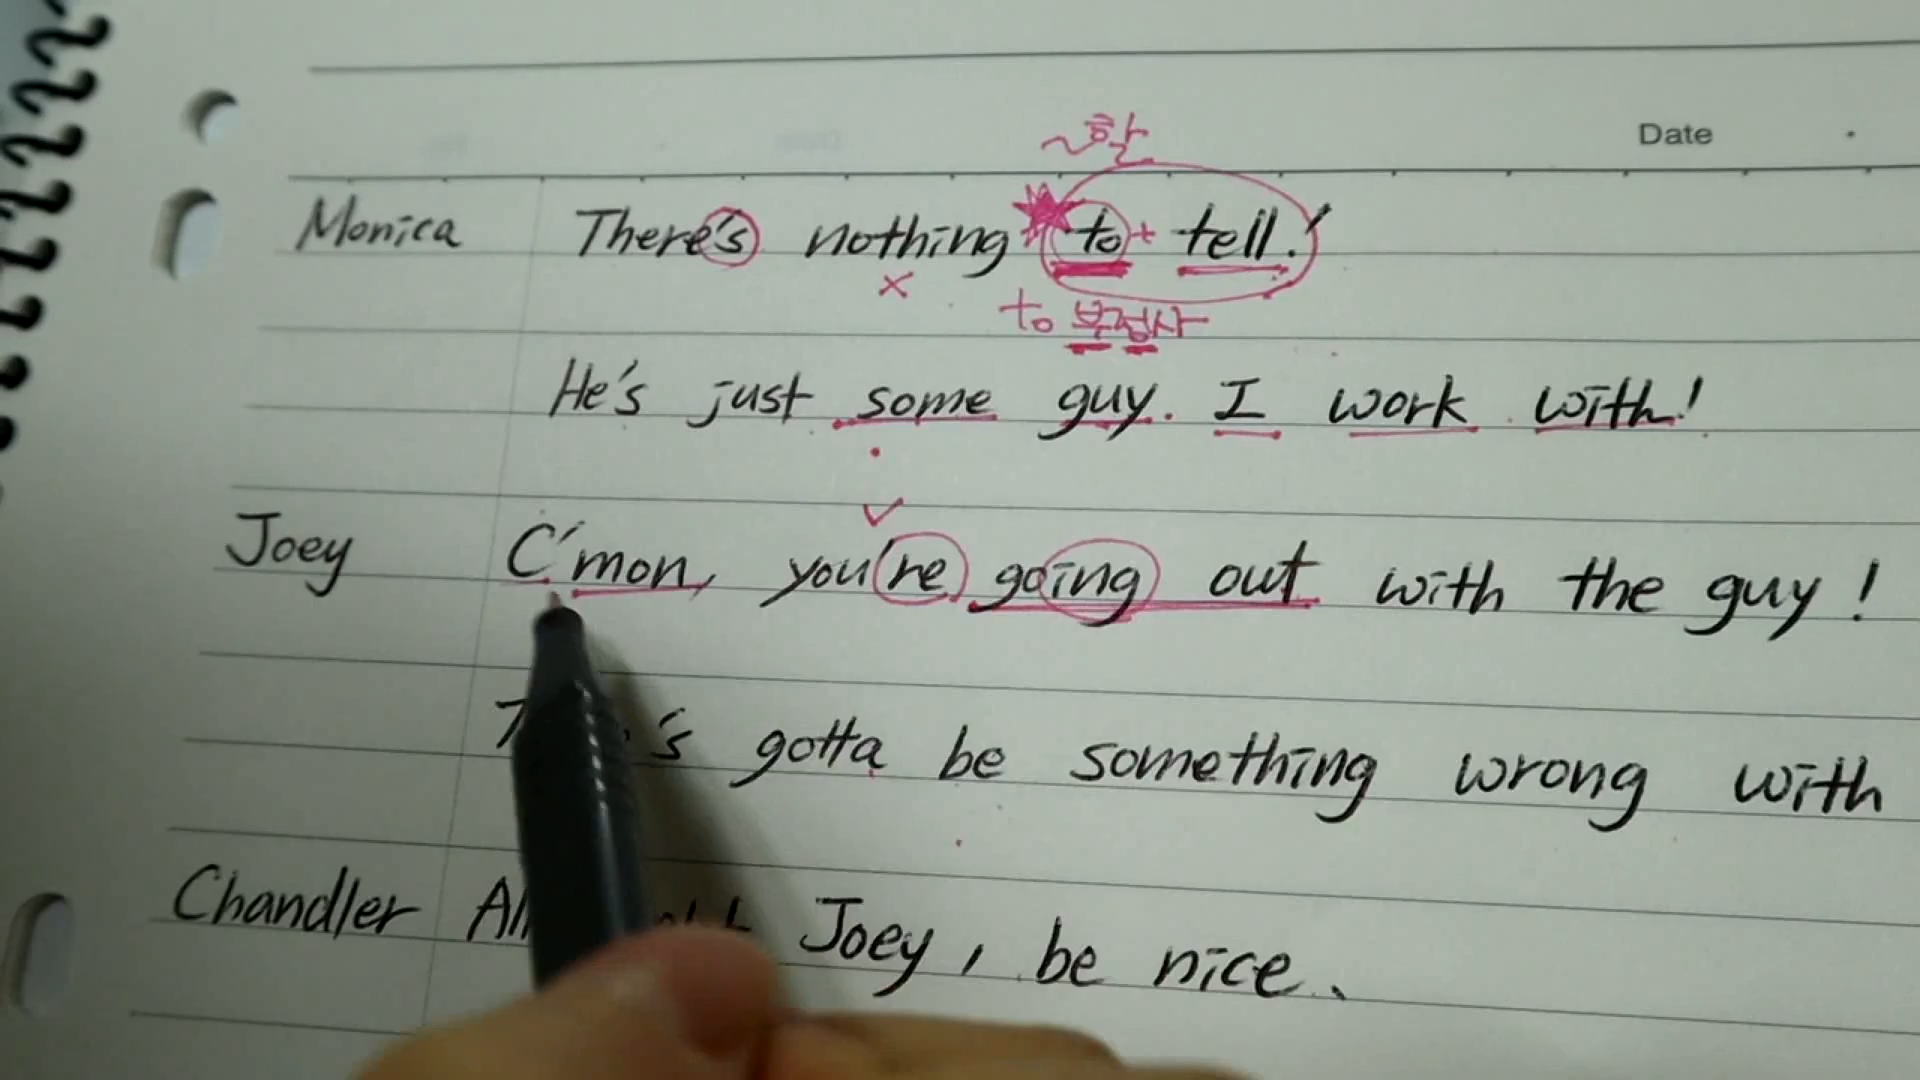 Date
~할
Monica There's nothing to + tell!
x
to 부정사
He's just some guy. I work with!
Joey C'mon, you're going out with the guy!
's gotta be something wrong with
Chandler Joey, be nice.